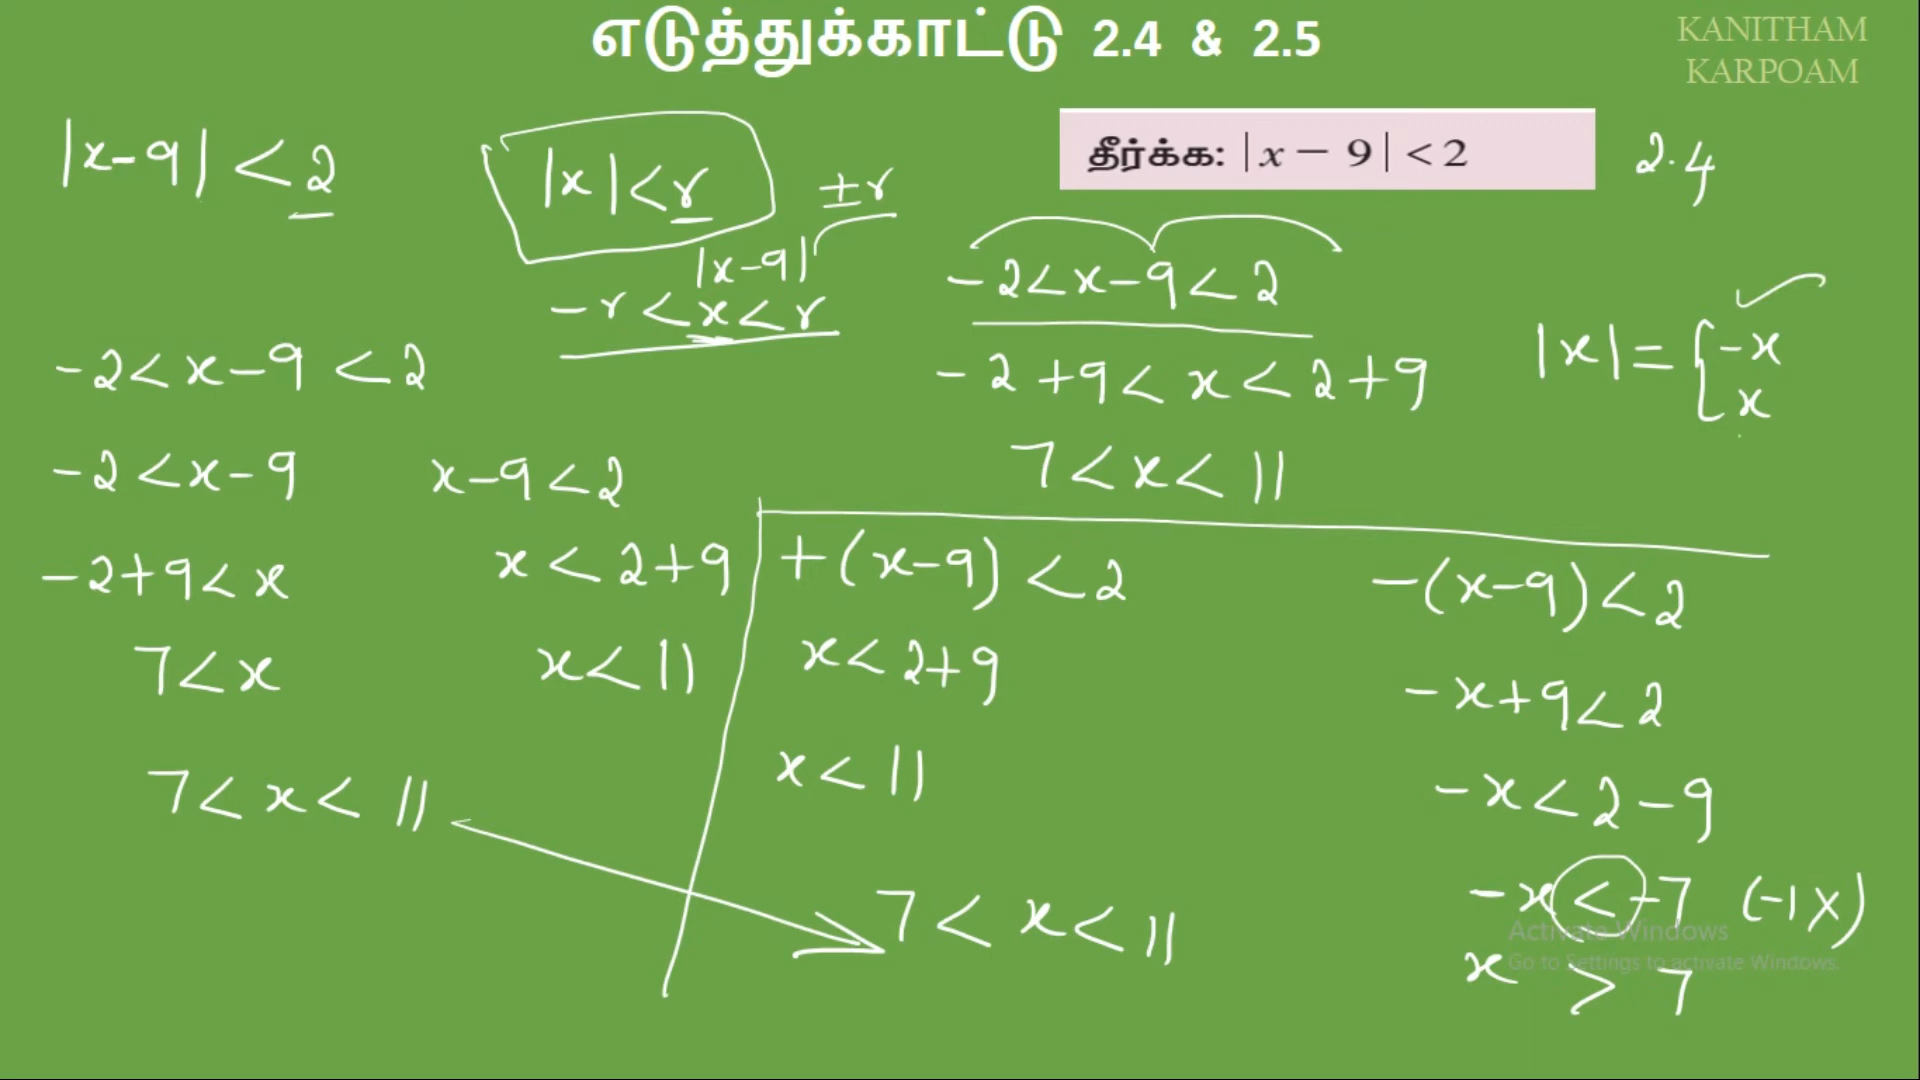 எடுத்துக்காட்டு 2.4 & 2.5
KANITHAM
KARPOAM
|x-9| < 2
|x| < r
±r
தீர்க்க: |x − 9| < 2
2.4
|x-9|
-r < x < r
-2 < x-9 < 2
-2+9 < x < 2+9
7 < x < 11
|x| = { -x
x
-2 < x-9 < 2
-2 < x-9
x-9 < 2
-2+9 < x
x < 2+9
7 < x
x < 11
7 < x < 11
+(x-9) < 2
x < 2+9
x < 11
7 < x < 11
-(x-9) < 2
-x+9 < 2
-x < 2-9
-x < -7 (-1x)
x > 7
Activate Windows
Go to Settings to activate Windows.